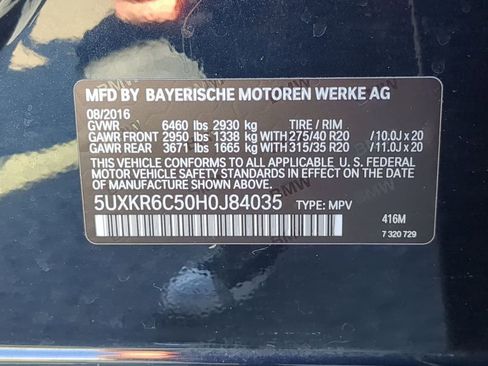 MFD BY BAYERISCHE MOTOREN WERKE AG
08/2016
GVWR 6460 lbs 2930 kg TIRE / RIM
GAWR FRONT 2950 lbs 1338 kg WITH 275/40 R20 /10.0J x 20
GAWR REAR 3671 lbs 1665 kg WITH 315/35 R20 /11.0J x 20
THIS VEHICLE CONFORMS TO ALL APPLICABLE U. S. FEDERAL
MOTOR VEHICLE SAFETY STANDARDS IN EFFECT ON THE
DATE OF MANUFACTURE SHOWN ABOVE.
5UXKR6C50H0J84035 TYPE: MPV
416M
7 320 729